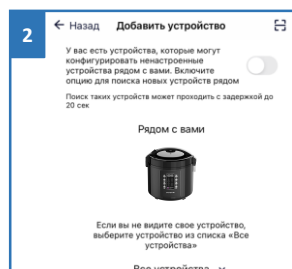 2
← Назад Добавить устройство
У вас есть устройства, которые могут
конфигурировать ненастроенные
устройства рядом с вами. Включите
опцию для поиска новых устройств рядом
Поиск таких устройств может проходить с задержкой до
20 сек
Рядом с вами
Если вы не видите свое устройство,
выберите устройство из списка «Все
устройства»
Все устройства